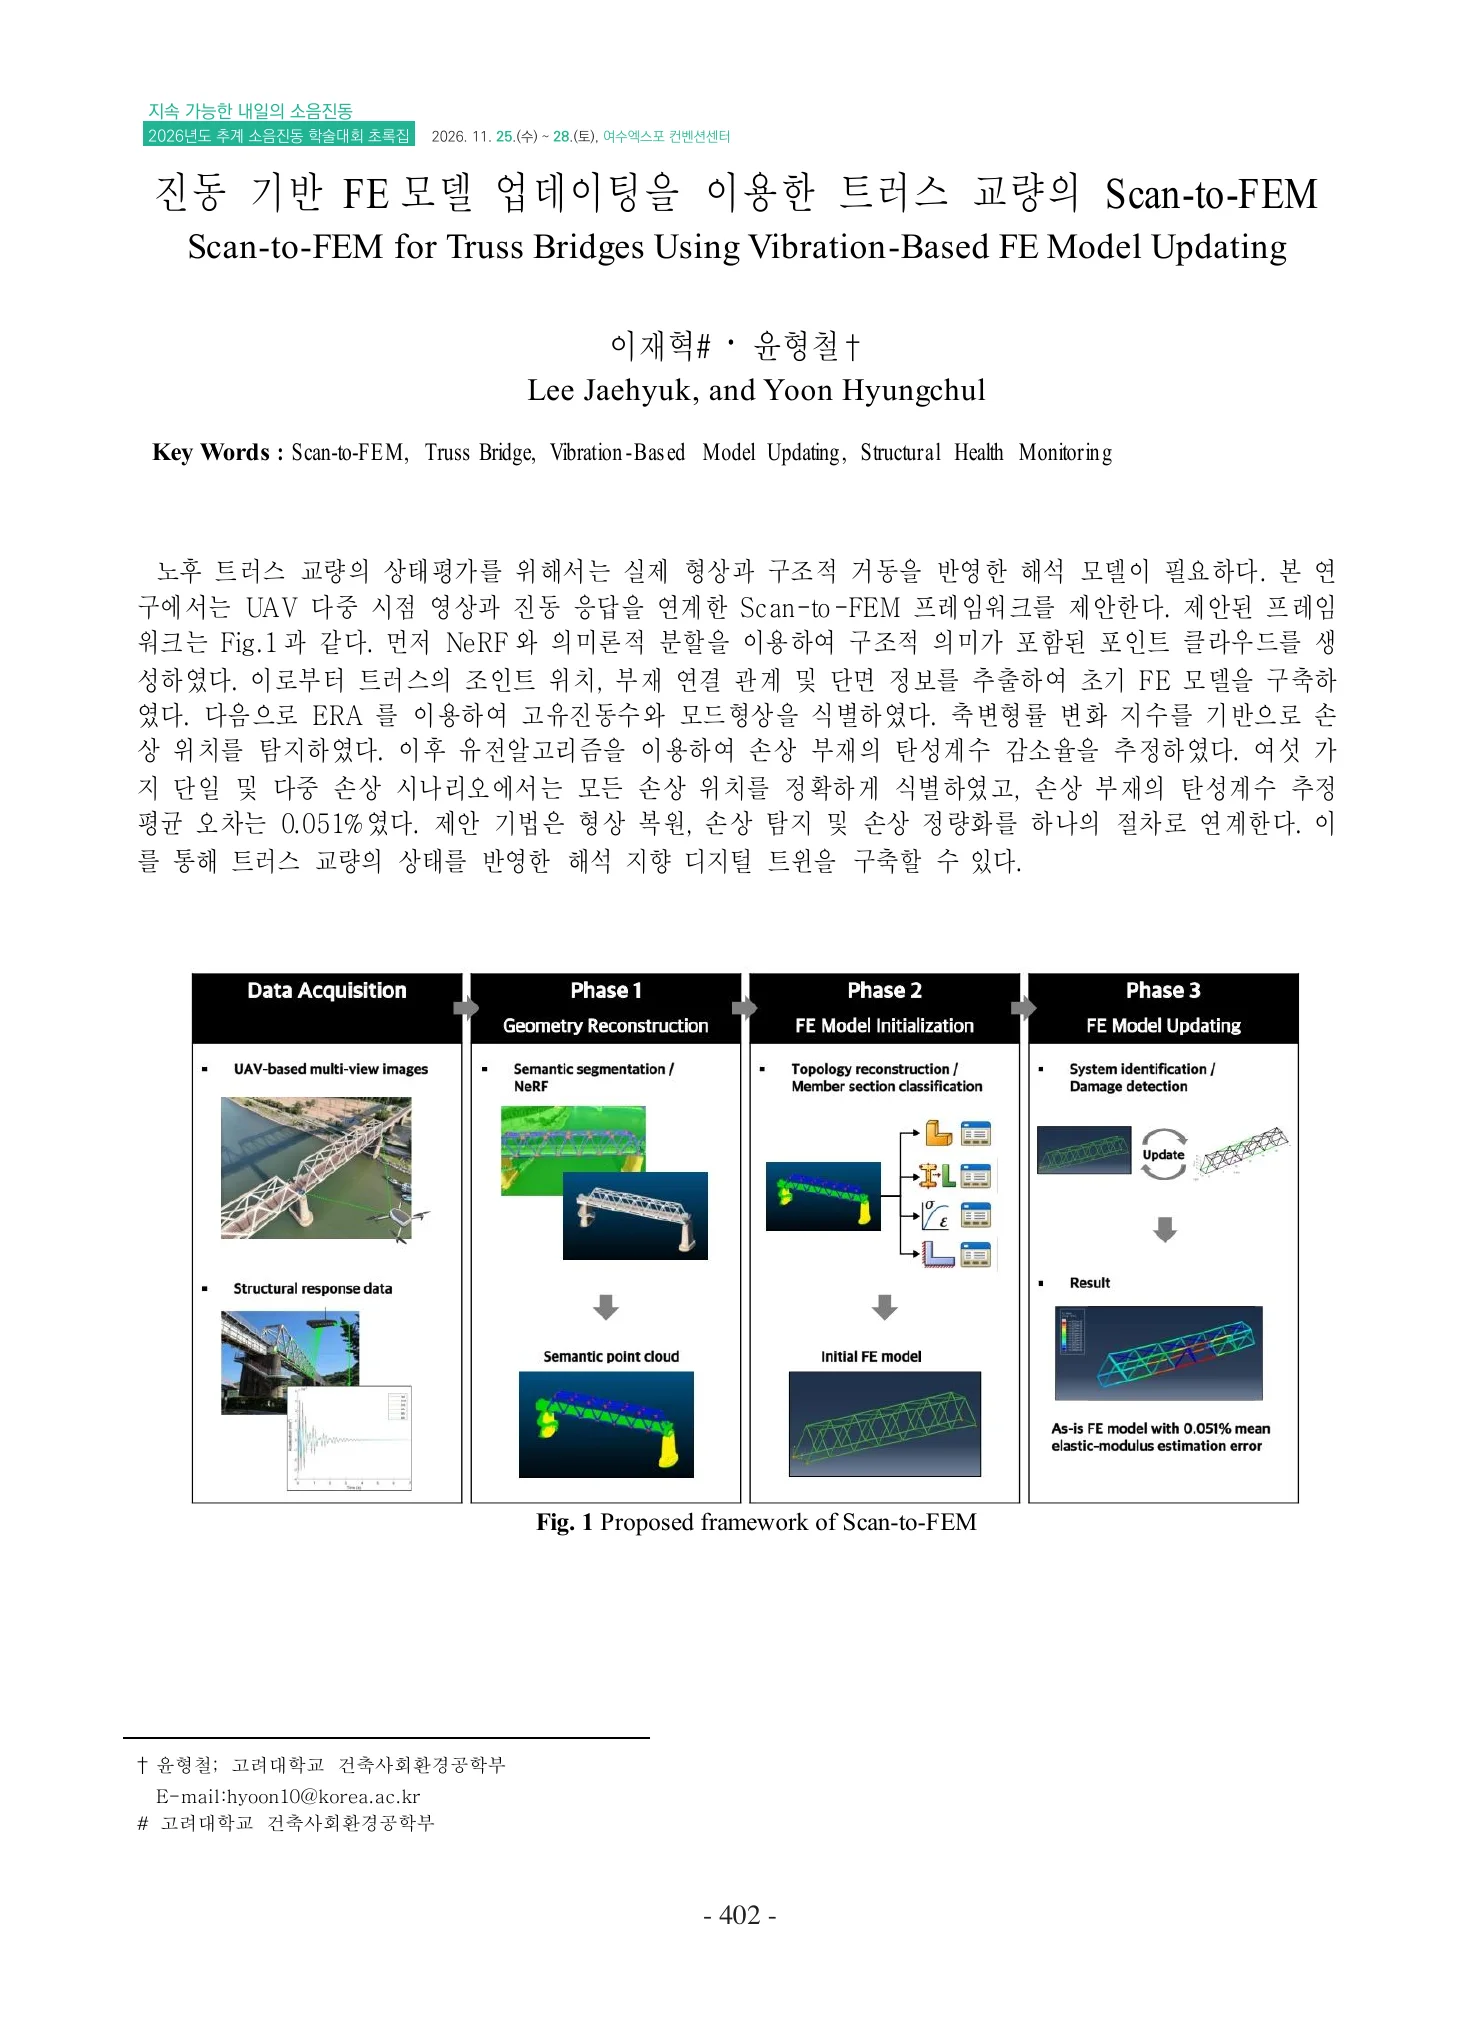 지속 가능한 내일의 소음진동
2026년도 추계 소음진동 학술대회 초록집 2026. 11. 25.(수) ~ 28.(토), 여수엑스포 컨벤션센터
진동 기반 FE 모델 업데이팅을 이용한 트러스 교량의 Scan-to-FEM
Scan-to-FEM for Truss Bridges Using Vibration-Based FE Model Updating
이재혁# · 윤형철†
Lee Jaehyuk, and Yoon Hyungchul
Key Words : Scan-to-FEM, Truss Bridge, Vibration-Based Model Updating, Structural Health Monitoring
노후 트러스 교량의 상태평가를 위해서는 실제 형상과 구조적 거동을 반영한 해석 모델이 필요하다. 본 연
구에서는 UAV 다중 시점 영상과 진동 응답을 연계한 Scan-to-FEM 프레임워크를 제안한다. 제안된 프레임
워크는 Fig.1 과 같다. 먼저 NeRF 와 의미론적 분할을 이용하여 구조적 의미가 포함된 포인트 클라우드를 생
성하였다. 이로부터 트러스의 조인트 위치, 부재 연결 관계 및 단면 정보를 추출하여 초기 FE 모델을 구축하
였다. 다음으로 ERA 를 이용하여 고유진동수와 모드형상을 식별하였다. 축변형률 변화 지수를 기반으로 손
상 위치를 탐지하였다. 이후 유전알고리즘을 이용하여 손상 부재의 탄성계수 감소율을 추정하였다. 여섯 가
지 단일 및 다중 손상 시나리오에서는 모든 손상 위치를 정확하게 식별하였고, 손상 부재의 탄성계수 추정
평균 오차는 0.051%였다. 제안 기법은 형상 복원, 손상 탐지 및 손상 정량화를 하나의 절차로 연계한다. 이
를 통해 트러스 교량의 상태를 반영한 해석 지향 디지털 트윈을 구축할 수 있다.
Data Acquisition
▪ UAV-based multi-view images
▪ Structural response data
Time (s)
Phase 1
Geometry Reconstruction
▪ Semantic segmentation /
NeRF
Semantic point cloud
Phase 2
FE Model Initialization
▪ Topology reconstruction /
Member section classification
σ
ε
Initial FE model
Phase 3
FE Model Updating
▪ System identification /
Damage detection
Update
▪ Result
As-is FE model with 0.051% mean
elastic-modulus estimation error
Fig. 1 Proposed framework of Scan-to-FEM
† 윤형철; 고려대학교 건축사회환경공학부
E-mail:hyoon10@korea.ac.kr
# 고려대학교 건축사회환경공학부
- 402 -